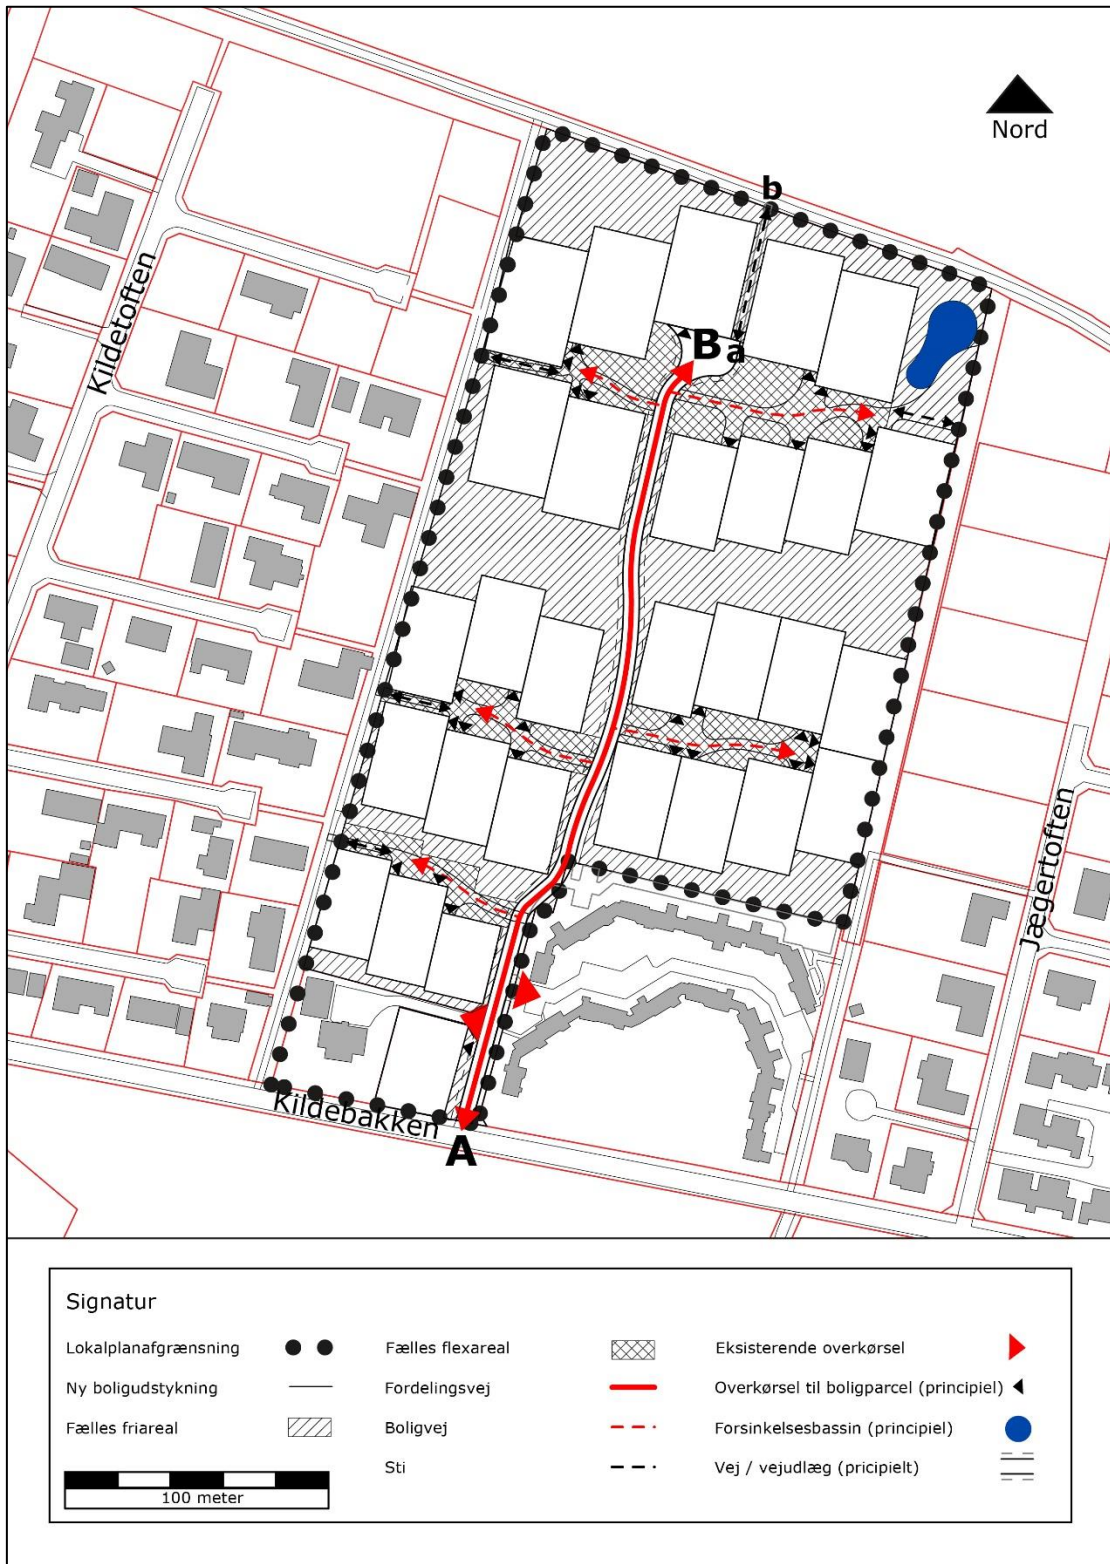 Nord
b
Kildetoften
B a
Jægertoften
Kildebakken
A
Signatur
Lokalplanafgrænsning
Fælles flexareal
Eksisterende overkørsel
Ny boligudstykning
Fordelingsvej
Overkørsel til boligparcel (principiel)
Fælles friareal
Boligvej
Forsinkelsesbassin (principiel)
Sti
Vej / vejudlæg (pricipielt)
100 meter